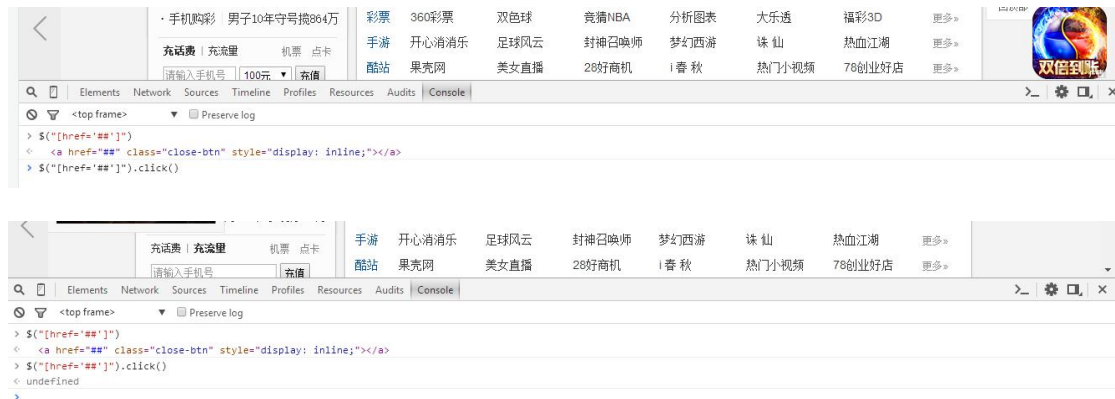 · 手机购彩 男子10年守号揽864万 彩票 360彩票 双色球 竞猜NBA 分析图表 大乐透 福彩3D 更多»
手游 开心消消乐 足球风云 封神召唤师 梦幻西游 诛仙 热血江湖 更多»
充话费 | 充流量 机票 点卡
酷站 果壳网 美女直播 28好商机 i春秋 热门小视频 78创业好店 更多»
请输入手机号 100元 ▼ 充值
双倍到账
Elements Network Sources Timeline Profiles Resources Audits Console
<top frame> ▼ Preserve log
> $("[href='##']")
<a href="##" class="close-btn" style="display: inline;"></a>
> $("[href='##']").click()
手游 开心消消乐 足球风云 封神召唤师 梦幻西游 诛仙 热血江湖 更多»
充话费 | 充流量 机票 点卡
酷站 果壳网 美女直播 28好商机 i春秋 热门小视频 78创业好店 更多»
请输入手机号 充值
Elements Network Sources Timeline Profiles Resources Audits Console
<top frame> ▼ Preserve log
> $("[href='##']")
<a href="##" class="close-btn" style="display: inline;"></a>
> $("[href='##']").click()
undefined
>